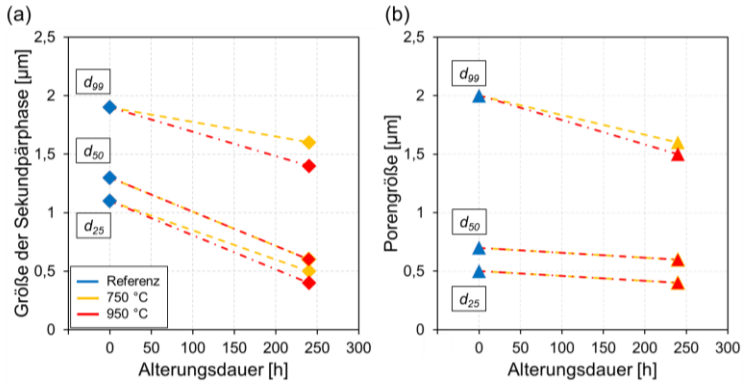 (a)
Größe der Sekundpärphase [µm]
2,5
2
1,5
1
0,5
0
d99
d50
d25
Referenz
750 °C
950 °C
0 50 100 150 200 250 300
Alterungsdauer [h]
(b)
Porengröße [µm]
2,5
2
1,5
1
0,5
0
d99
d50
d25
0 50 100 150 200 250 300
Alterungsdauer [h]